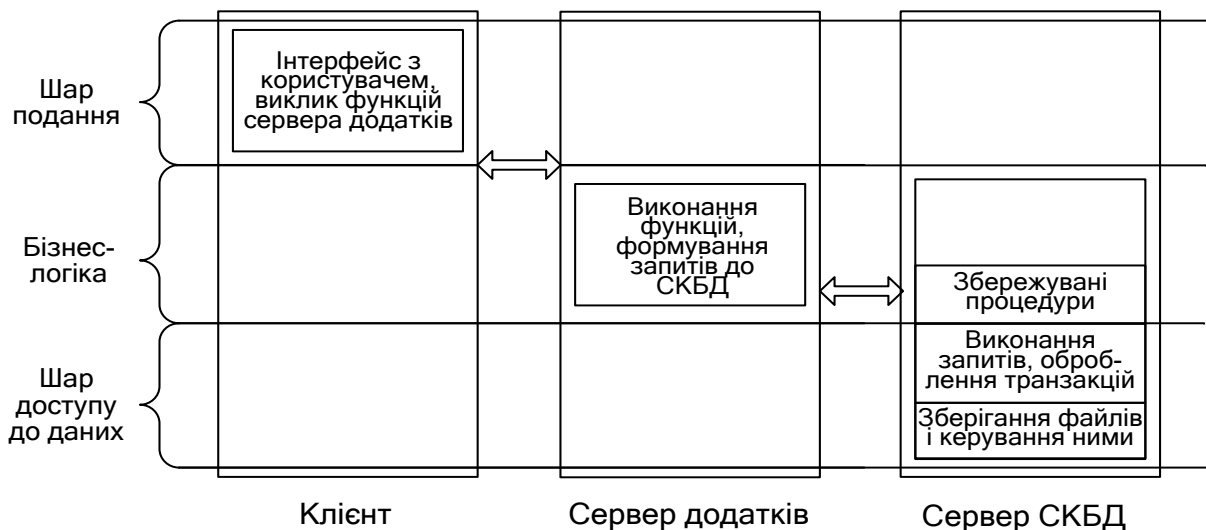 Шар
подання
Інтерфейс з
користувачем,
виклик функцій
сервера додатків
Бізнес-
логіка
Виконання
функцій,
формування
запитів до
СКБД
Збережувані
процедури
Шар
доступу
до даних
Виконання
запитів, оброб-
лення транзакцій
Зберігання файлів
і керування ними
Клієнт
Сервер додатків
Сервер СКБД